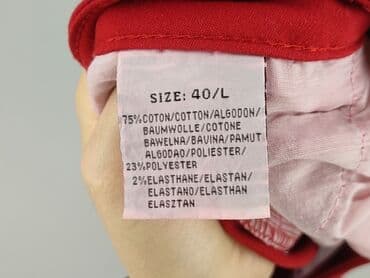 SIZE: 40/L
75%COTON/COTTON/ALGODON/
BAUMWOLLE/COTONE
BAWELNA/BAVINA/PAMUT
ALGODAO/POLIESTER/
23%POLYESTER
2%ELASTHANE/ELASTAN/
ELASTANO/ELASTHAN
ELASZTAN